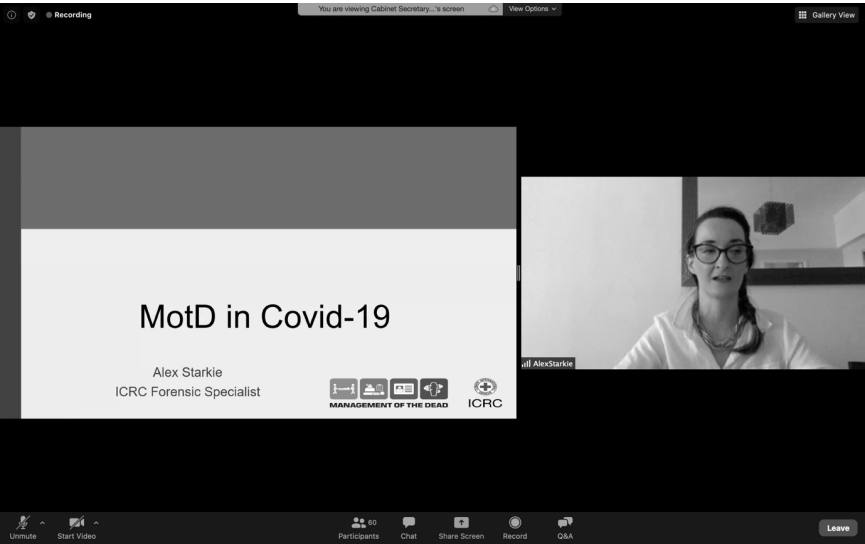 Recording
You are viewing Cabinet Secretary...'s screen
View Options
Gallery View
MotD in Covid-19
Alex Starkie
ICRC Forensic Specialist
MANAGEMENT OF THE DEAD
ICRC
AlexStarkie
Unmute
Start Video
60
Participants
Chat
Share Screen
Record
Q&A
Leave